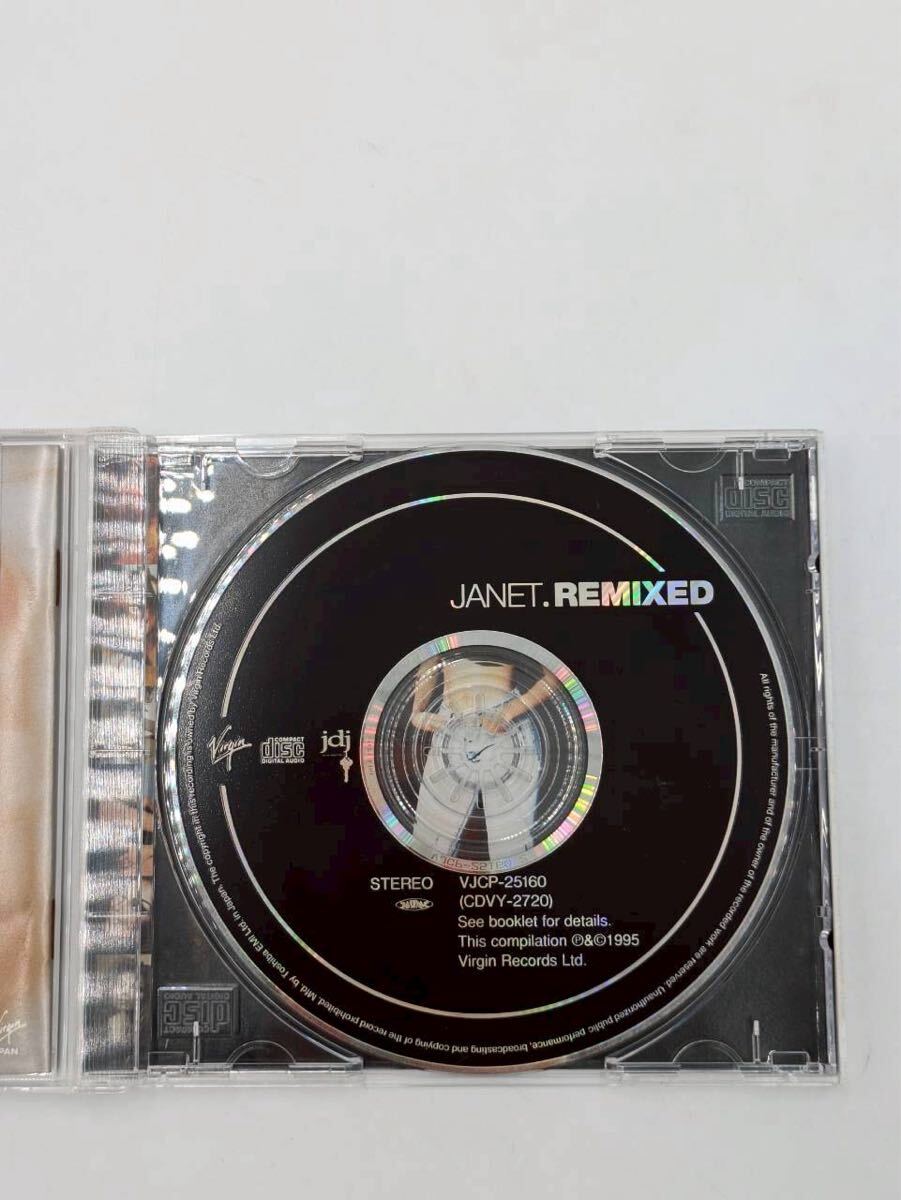 COMPACT
disc
DIGITAL AUDIO
JANET.REMIXED
Virgin
COMPACT
disc
DIGITAL AUDIO
jdj
STEREO
VJCP-25160
(CDVY-2720)
See booklet for details.
This compilation ℗&©1995
Virgin Records Ltd.
All rights of the manufacturer and of the owner of the recorded work are reserved. Unauthorized public performance, broadcasting and copying of the record prohibited. Mfd. by Toshiba EMI Ltd. in Japan. The copyright in this recording is owned by Virgin Records Ltd.
COMPACT
disc
DIGITAL AUDIO
Virgin